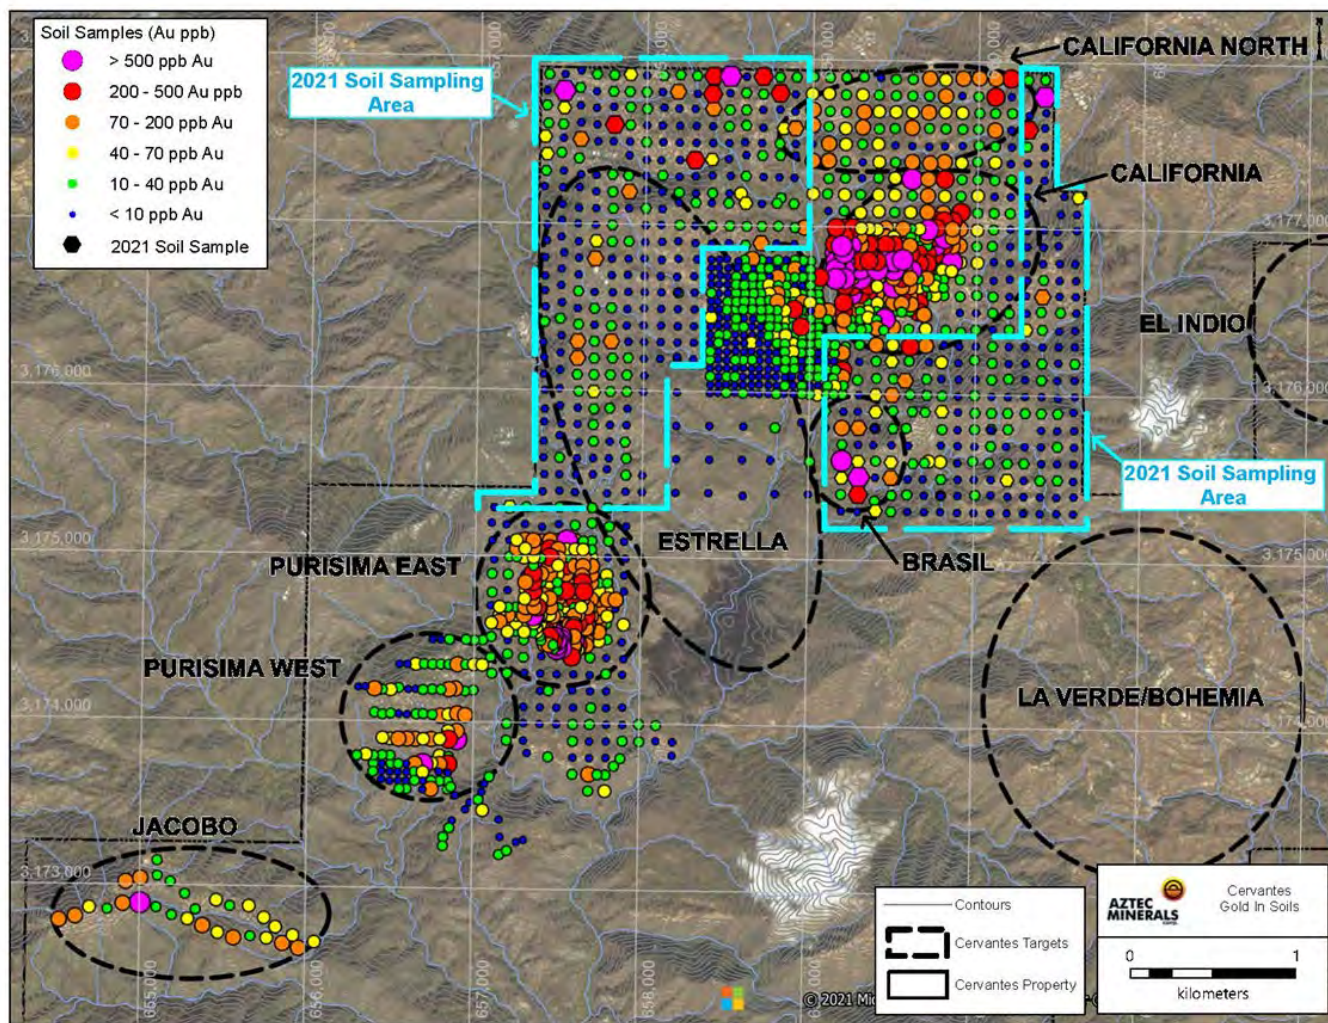 Soil Samples (Au ppb)
> 500 ppb Au
200 - 500 Au ppb
70 - 200 ppb Au
40 - 70 ppb Au
10 - 40 ppb Au
< 10 ppb Au
2021 Soil Sample
2021 Soil Sampling
Area
CALIFORNIA NORTH
CALIFORNIA
3,177,000
3,177,000
EL INDIO
3,176,000
3,176,000
2021 Soil Sampling
Area
3,175,000
3,175,000
ESTRELLA
BRASIL
PURISIMA EAST
PURISIMA WEST
LA VERDE/BOHEMIA
3,174,000
3,174,000
JACOBO
3,173,000
655,000
656,000
657,000
658,000
Contours
Cervantes Targets
Cervantes Property
AZTEC
MINERALS
Cervantes
Gold In Soils
0 1
kilometers
© 2021